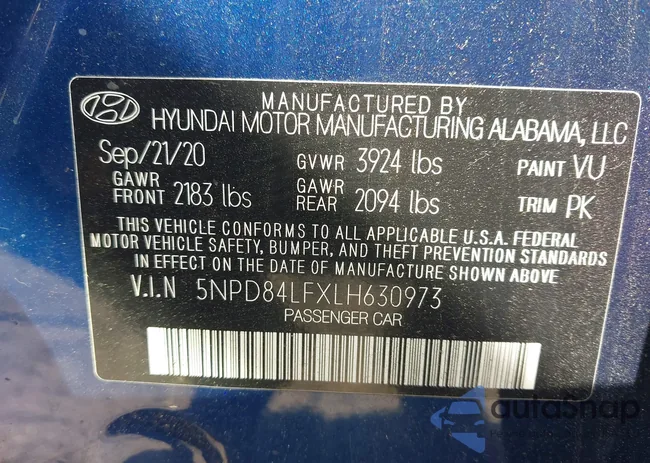 MANUFACTURED BY
HYUNDAI MOTOR MANUFACTURING ALABAMA, LLC
Sep/21/20 GVWR 3924 lbs PAINT VU
GAWR FRONT 2183 lbs GAWR REAR 2094 lbs TRIM PK
THIS VEHICLE CONFORMS TO ALL APPLICABLE U.S.A. FEDERAL
MOTOR VEHICLE SAFETY, BUMPER, AND THEFT PREVENTION STANDARDS
IN EFFECT ON THE DATE OF MANUFACTURE SHOWN ABOVE
V.I.N 5NPD84LFXLH630973
PASSENGER CAR
autoSnap